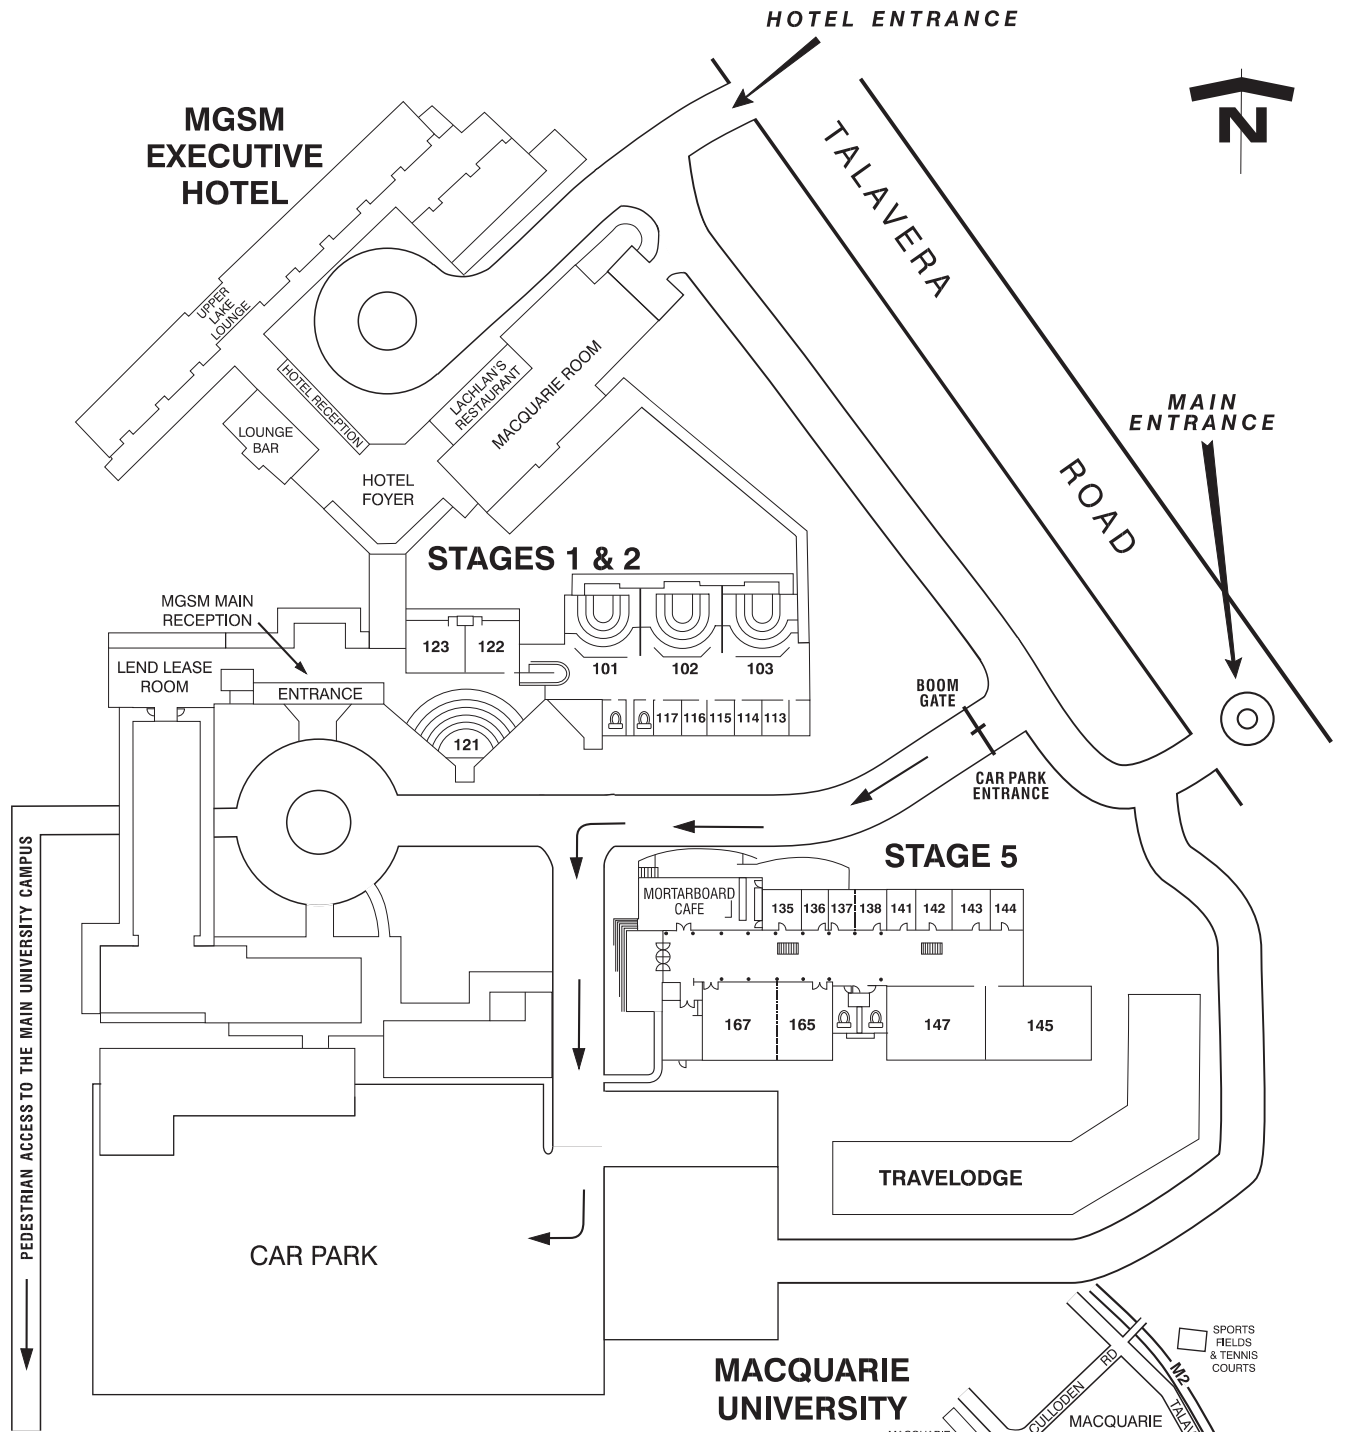 HOTEL ENTRANCE
MGSM
EXECUTIVE
HOTEL
N
TALAVERA
ROAD
UPPER
LAKE
LOUNGE
HOTEL RECEPTION
LACHLAN'S
RESTAURANT
MACQUARIE ROOM
LOUNGE
BAR
HOTEL
FOYER
MAIN
ENTRANCE
STAGES 1 & 2
MGSM MAIN
RECEPTION
LEND LEASE
ROOM
ENTRANCE
123
122
121
101
102
103
117
116
115
114
113
BOOM
GATE
CAR PARK
ENTRANCE
STAGE 5
MORTARBOARD
CAFE
135
136
137
138
141
142
143
144
167
165
147
145
PEDESTRIAN ACCESS TO THE MAIN UNIVERSITY CAMPUS
TRAVELODGE
CAR PARK
MACQUARIE
UNIVERSITY
SPORTS
FIELDS
& TENNIS
COURTS
M2
CULLODEN RD
MACQUARIE